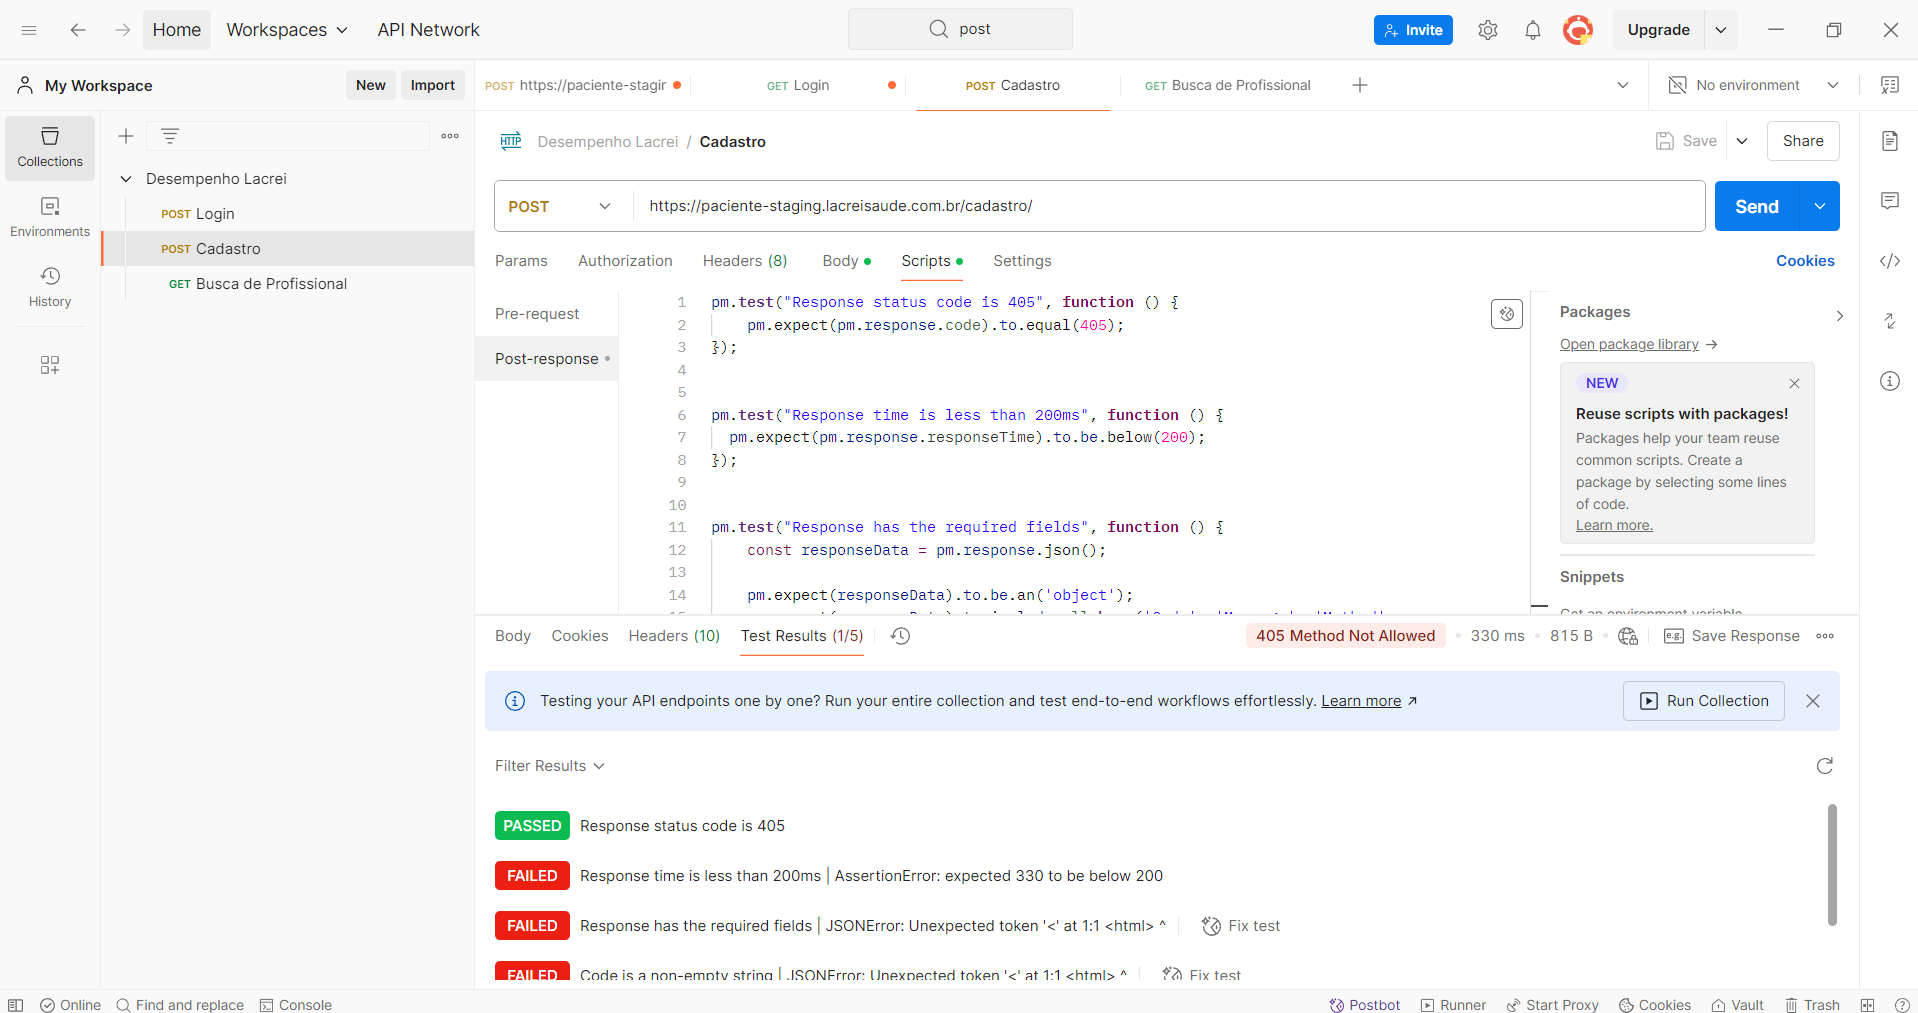 Home
Workspaces
API Network
post
Invite
Upgrade
My Workspace
New
Import
POST https://paciente-stagir
GET Login
POST Cadastro
GET Busca de Profissional
No environment
Collections
Environments
History
Desempenho Lacrei
POST Login
POST Cadastro
GET Busca de Profissional
HTTP Desempenho Lacrei / Cadastro
Save
Share
POST
https://paciente-staging.lacreisaude.com.br/cadastro/
Send
Params
Authorization
Headers (8)
Body
Scripts
Settings
Cookies
Pre-request
Post-response
1 pm.test("Response status code is 405", function () {
2 pm.expect(pm.response.code).to.equal(405);
3 });
4
5
6 pm.test("Response time is less than 200ms", function () {
7 pm.expect(pm.response.responseTime).to.be.below(200);
8 });
9
10
11 pm.test("Response has the required fields", function () {
12 const responseData = pm.response.json();
13
14 pm.expect(responseData).to.be.an('object');
Packages
Open package library →
NEW
Reuse scripts with packages!
Packages help your team reuse
common scripts. Create a
package by selecting some lines
of code.
Learn more.
Snippets
Body
Cookies
Headers (10)
Test Results (1/5)
405 Method Not Allowed
330 ms
815 B
e.g. Save Response
Testing your API endpoints one by one? Run your entire collection and test end-to-end workflows effortlessly. Learn more ↗
Run Collection
Filter Results
PASSED Response status code is 405
FAILED Response time is less than 200ms | AssertionError: expected 330 to be below 200
FAILED Response has the required fields | JSONError: Unexpected token '<' at 1:1 <html> ^
Fix test
FAILED Code is a non-empty string | JSONError: Unexpected token '<' at 1:1 <html> ^
Fix test
Online
Find and replace
Console
Postbot
Runner
Start Proxy
Cookies
Vault
Trash